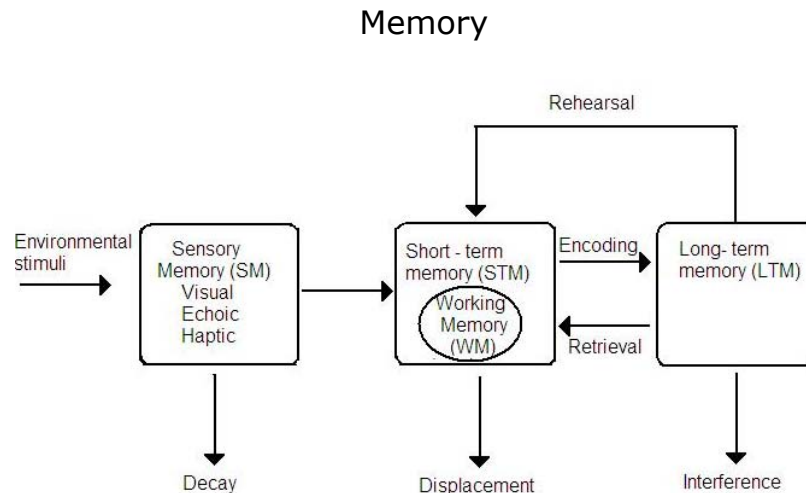 Memory
Rehearsal
Environmental
stimuli
Sensory
Memory (SM)
Visual
Echoic
Haptic
Short - term
memory (STM)
Working
Memory
(WM)
Encoding
Retrieval
Long- term
memory (LTM)
Decay
Displacement
Interference